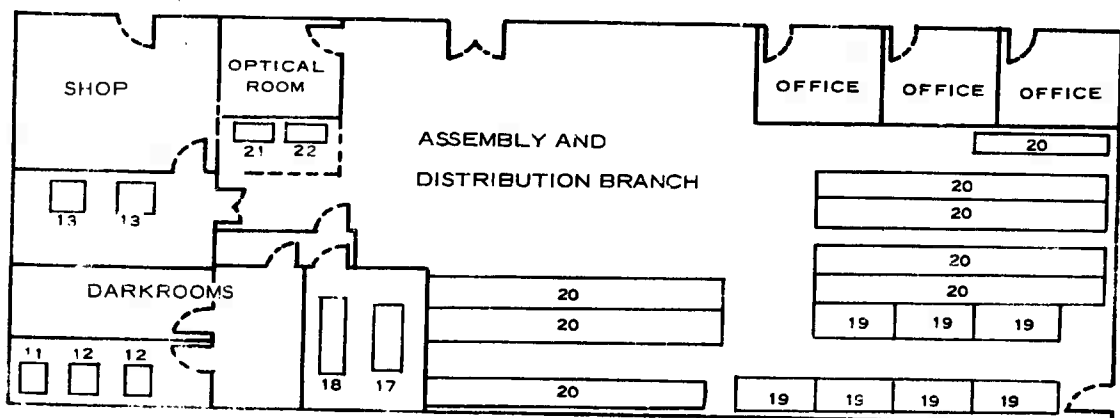 SHOP
OPTICAL
ROOM
OFFICE
OFFICE
OFFICE
21 22
ASSEMBLY AND
DISTRIBUTION BRANCH
20
20
20
13 13
20
20
DARKROOMS
20
20
19 19 19
11 12 12
18 17
20
19 19 19 19